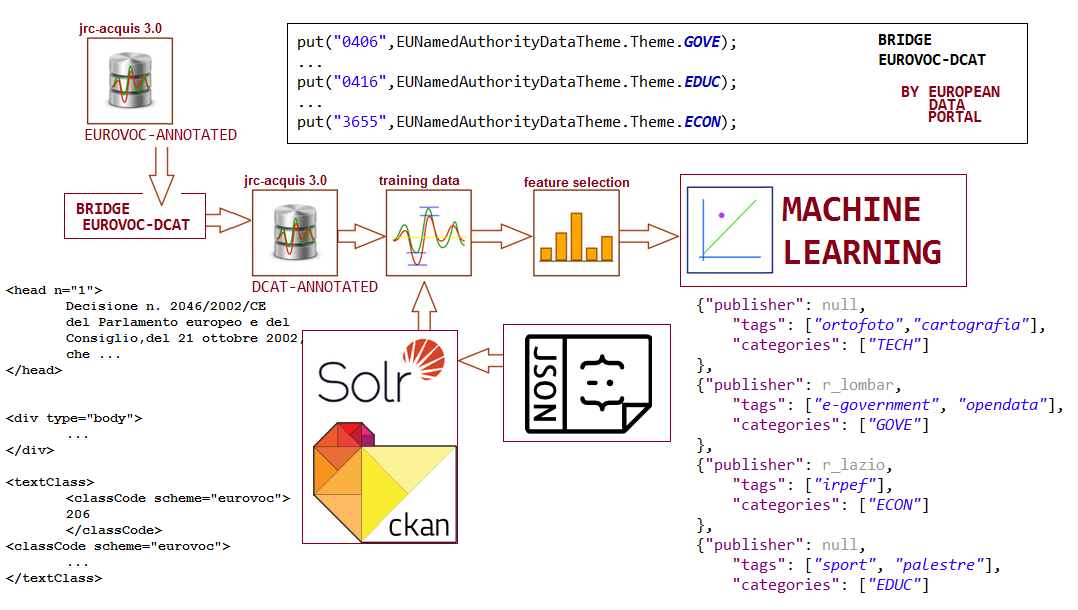 jrc-acquis 3.0
EUROVOC-ANNOTATED
put("0406",EUNamedAuthorityDataTheme.Theme.GOVE);
...
put("0416",EUNamedAuthorityDataTheme.Theme.EDUC);
...
put("3655",EUNamedAuthorityDataTheme.Theme.ECON);
BRIDGE
EUROVOC-DCAT
BY EUROPEAN
DATA
PORTAL
BRIDGE
EUROVOC-DCAT
jrc-acquis 3.0
DCAT-ANNOTATED
training data
feature selection
MACHINE
LEARNING
<head n="1">
Decisione n. 2046/2002/CE
del Parlamento europeo e del
Consiglio,del 21 ottobre 2002,
che ...
</head>
<div type="body">
...
</div>
<textClass>
<classCode scheme="eurovoc">
206
</classCode>
<classCode scheme="eurovoc">
...
</textClass>
Solr
ckan
JSON
{"publisher": null,
"tags": ["ortofoto","cartografia"],
"categories": ["TECH"]
},
{"publisher": r_lombar,
"tags": ["e-government", "opendata"],
"categories": ["GOVE"]
},
{"publisher": r_lazio,
"tags": ["irpef"],
"categories": ["ECON"]
},
{"publisher": null,
"tags": ["sport", "palestre"],
"categories": ["EDUC"]